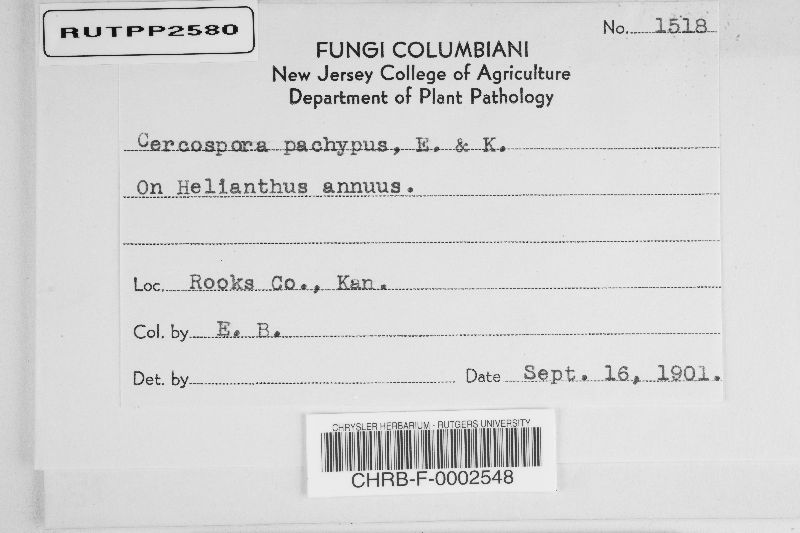 RUTPP2580
No. 1518
FUNGI COLUMBIANI
New Jersey College of Agriculture
Department of Plant Pathology
Cercospora pachypus, E. & K.
On Helianthus annuus.
Loc. Rooks Co., Kan.
Col. by E. B.
Det. by
Date Sept. 16, 1901.
CHRYSLER HERBARIUM - RUTGERS UNIVERSITY
CHRB-F-0002548